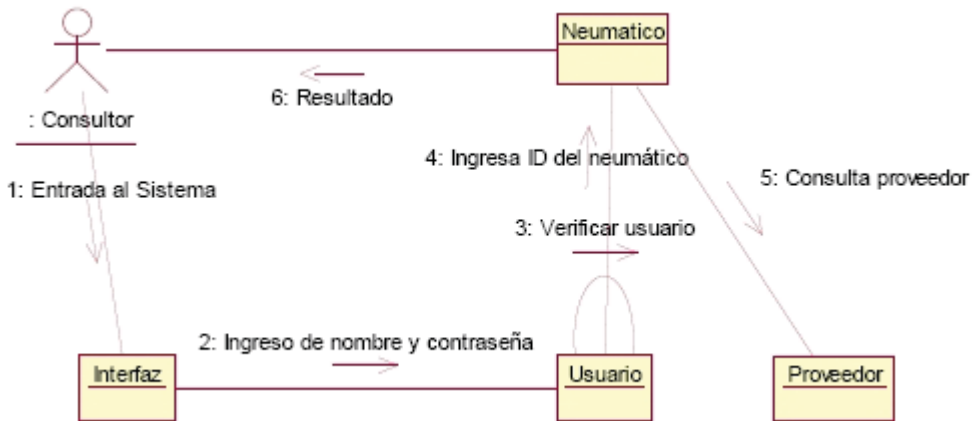 Neumatico
6: Resultado
: Consultor
4: Ingresa ID del neumático
5: Consulta proveedor
1: Entrada al Sistema
3: Verificar usuario
2: Ingreso de nombre y contraseña
Interfaz
Usuario
Proveedor